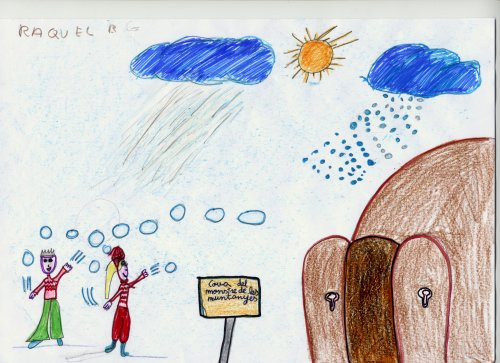 RAQUEL B G
Cova del
monstre de les
muntanyes